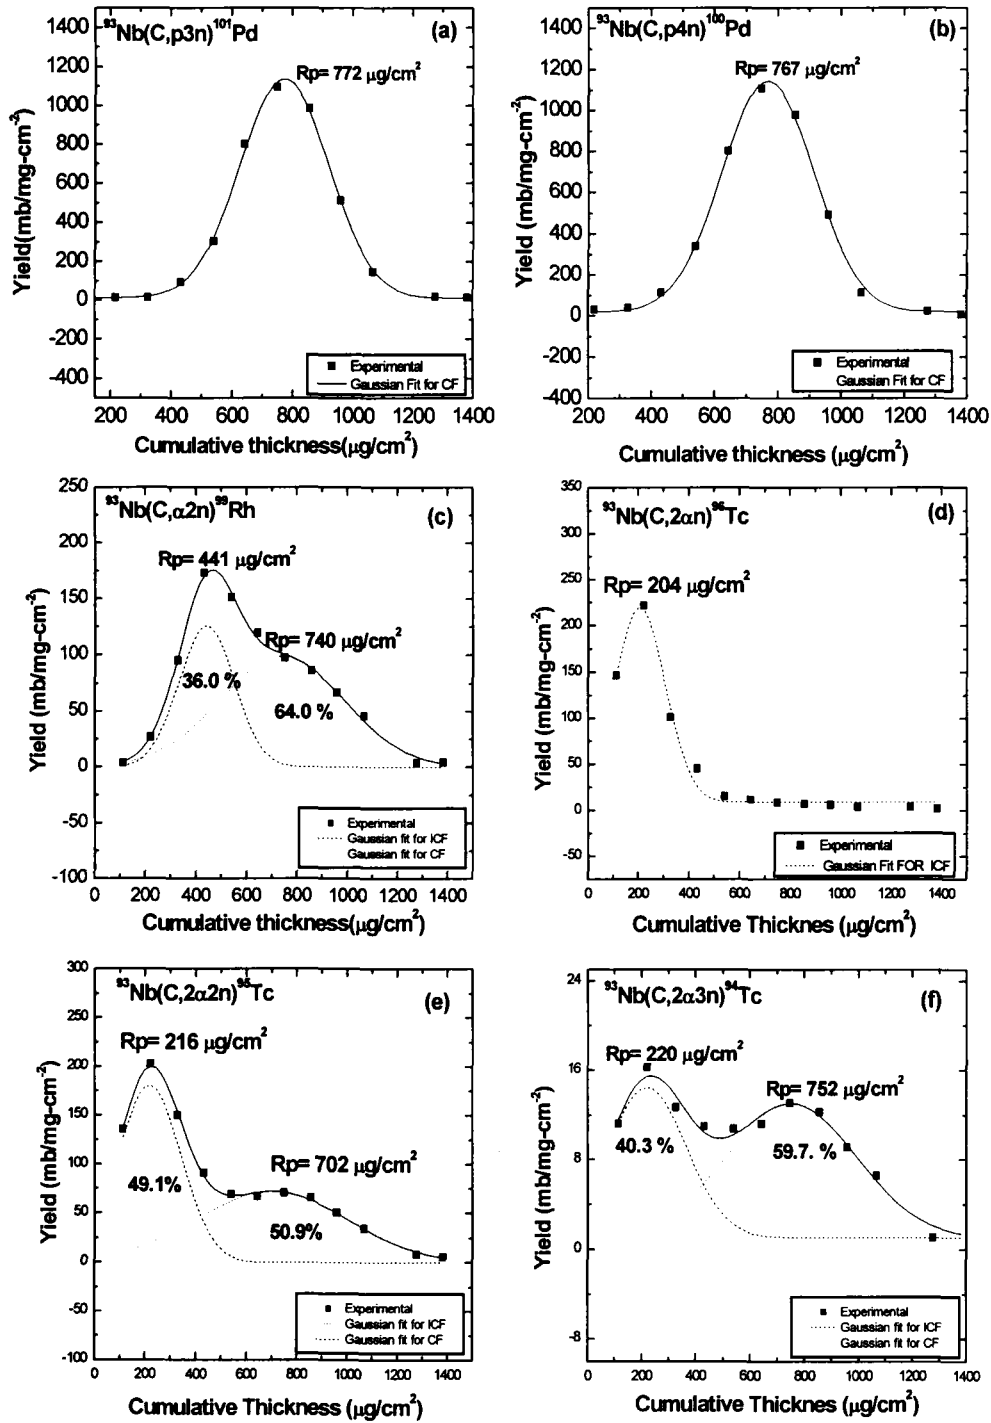 ⁹³Nb(C,p3n)¹⁰¹Pd
(a)
Rp= 772 μg/cm²
1400
1200
1000
800
600
400
200
0
-200
-400
Yield(mb/mg-cm⁻²)
Experimental
Gaussian Fit for CF
200 400 600 800 1000 1200 1400
Cumulative thickness(μg/cm²)
⁹³Nb(C,p4n)¹⁰⁰Pd
(b)
Rp= 767 μg/cm²
1400
1200
1000
800
600
400
200
0
-200
-400
Yield (mb/mg-cm⁻²)
Experimental
Gaussian Fit for CF
200 400 600 800 1000 1200 1400
Cumulative thickness (μg/cm²)
⁹³Nb(C,α2n)⁹⁹Rh
(c)
Rp= 441 μg/cm²
Rp= 740 μg/cm²
36.0 %
64.0 %
250
200
150
100
50
0
-50
-100
Yield (mb/mg-cm⁻²)
Experimental
Gaussian fit for ICF
Gaussian fit for CF
0 200 400 600 800 1000 1200 1400
Cumulative thickness(μg/cm²)
⁹³Nb(C,2αn)⁹⁶Tc
(d)
Rp= 204 μg/cm²
350
300
250
200
150
100
50
0
-50
Yield (mb/mg-cm⁻²)
Experimental
Gaussian Fit FOR ICF
0 200 400 600 800 1000 1200 1400
Cumulative Thicknes (μg/cm²)
⁹³Nb(C,2α2n)⁹⁵Tc
(e)
Rp= 216 μg/cm²
Rp= 702 μg/cm²
49.1%
50.9%
300
250
200
150
100
50
0
-50
-100
Yield (mb/mg-cm⁻²)
Experimental
Gaussian fit for ICF
Gaussian fit for CF
0 200 400 600 800 1000 1200 1400
Cumulative Thicknes (μg/cm²)
⁹³Nb(C,2α3n)⁹⁴Tc
(f)
Rp= 220 μg/cm²
Rp= 752 μg/cm²
40.3 %
59.7. %
24
16
8
0
-8
Yield (mb/mg-cm⁻²)
Experimental
Gaussian fit for ICF
Gaussian fit for CF
0 200 400 600 800 1000 1200 1400
Cumulative Thicknes (μg/cm²)